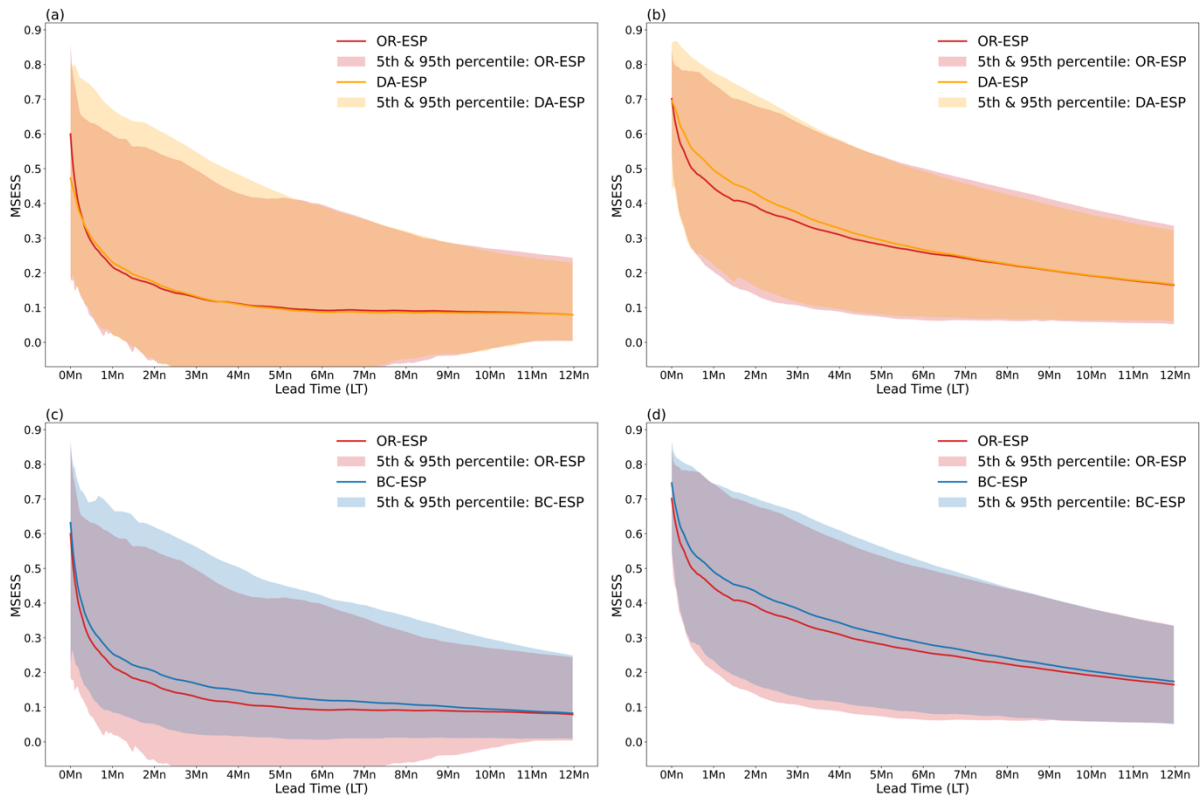 (a)
OR-ESP
5th & 95th percentile: OR-ESP
DA-ESP
5th & 95th percentile: DA-ESP
0.9
0.8
0.7
0.6
0.5
0.4
0.3
0.2
0.1
0.0
MSESS
0Mn 1Mn 2Mn 3Mn 4Mn 5Mn 6Mn 7Mn 8Mn 9Mn 10Mn 11Mn 12Mn
Lead Time (LT)
(b)
OR-ESP
5th & 95th percentile: OR-ESP
DA-ESP
5th & 95th percentile: DA-ESP
0.9
0.8
0.7
0.6
0.5
0.4
0.3
0.2
0.1
0.0
MSESS
0Mn 1Mn 2Mn 3Mn 4Mn 5Mn 6Mn 7Mn 8Mn 9Mn 10Mn 11Mn 12Mn
Lead Time (LT)
(c)
OR-ESP
5th & 95th percentile: OR-ESP
BC-ESP
5th & 95th percentile: BC-ESP
0.9
0.8
0.7
0.6
0.5
0.4
0.3
0.2
0.1
0.0
MSESS
0Mn 1Mn 2Mn 3Mn 4Mn 5Mn 6Mn 7Mn 8Mn 9Mn 10Mn 11Mn 12Mn
Lead Time (LT)
(d)
OR-ESP
5th & 95th percentile: OR-ESP
BC-ESP
5th & 95th percentile: BC-ESP
0.9
0.8
0.7
0.6
0.5
0.4
0.3
0.2
0.1
0.0
MSESS
0Mn 1Mn 2Mn 3Mn 4Mn 5Mn 6Mn 7Mn 8Mn 9Mn 10Mn 11Mn 12Mn
Lead Time (LT)